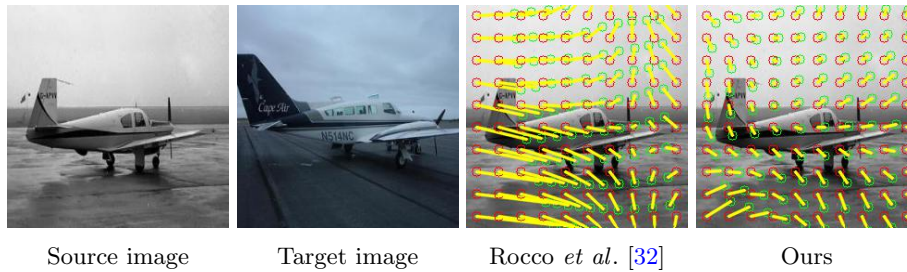 Cape Air
N514NC
Source image
Target image
Rocco et al. [32]
Ours